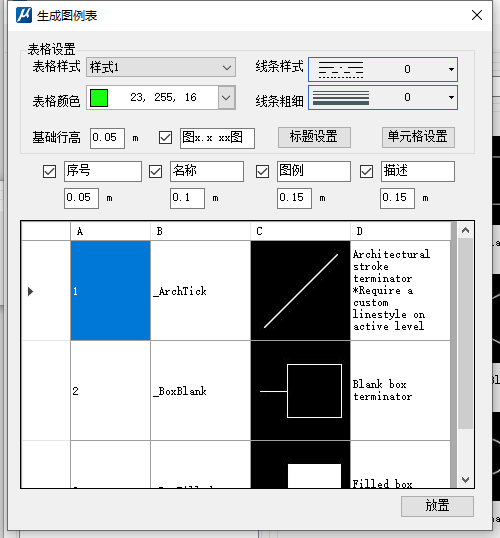 生成图例表
表格设置
表格样式 样式1 线条样式 0
表格颜色 23, 255, 16 线条粗细 0
基础行高 0.05 m 图x.x xx图 标题设置 单元格设置
序号 名称 图例 描述
0.05 m 0.1 m 0.15 m 0.15 m
A B C D
1 _ArchTick
Architectural
stroke
terminator
*Require a
custom
linestyle on
active level
2 _BoxBlank
Blank box
terminator
Filled box
放置